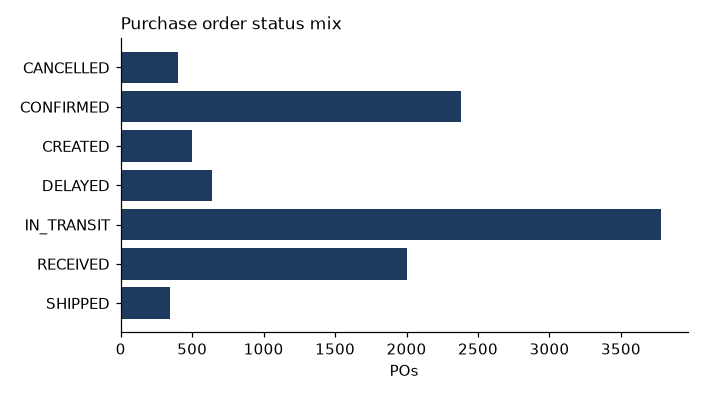 Purchase order status mix
CANCELLED
CONFIRMED
CREATED
DELAYED
IN_TRANSIT
RECEIVED
SHIPPED
0 500 1000 1500 2000 2500 3000 3500
POs